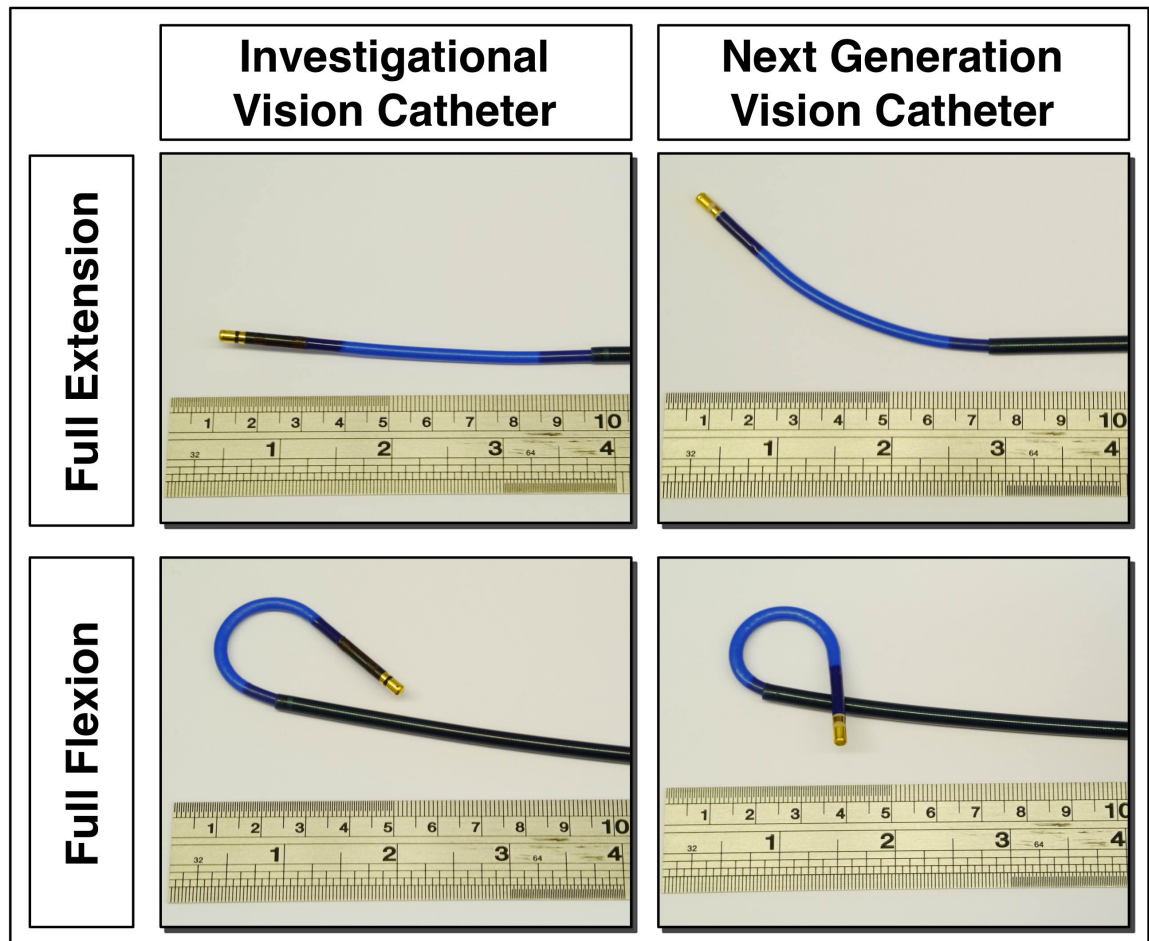 Investigational
Vision Catheter
Next Generation
Vision Catheter
Full Extension
1 2 3 4 5 6 7 8 9 10
32 1 2 3 64 4
1 2 3 4 5 6 7 8 9 10
32 1 2 3 64 4
Full Flexion
1 2 3 4 5 6 7 8 9 10
32 1 2 3 64 4
1 2 3 4 5 6 7 8 9 10
32 1 2 3 64 4